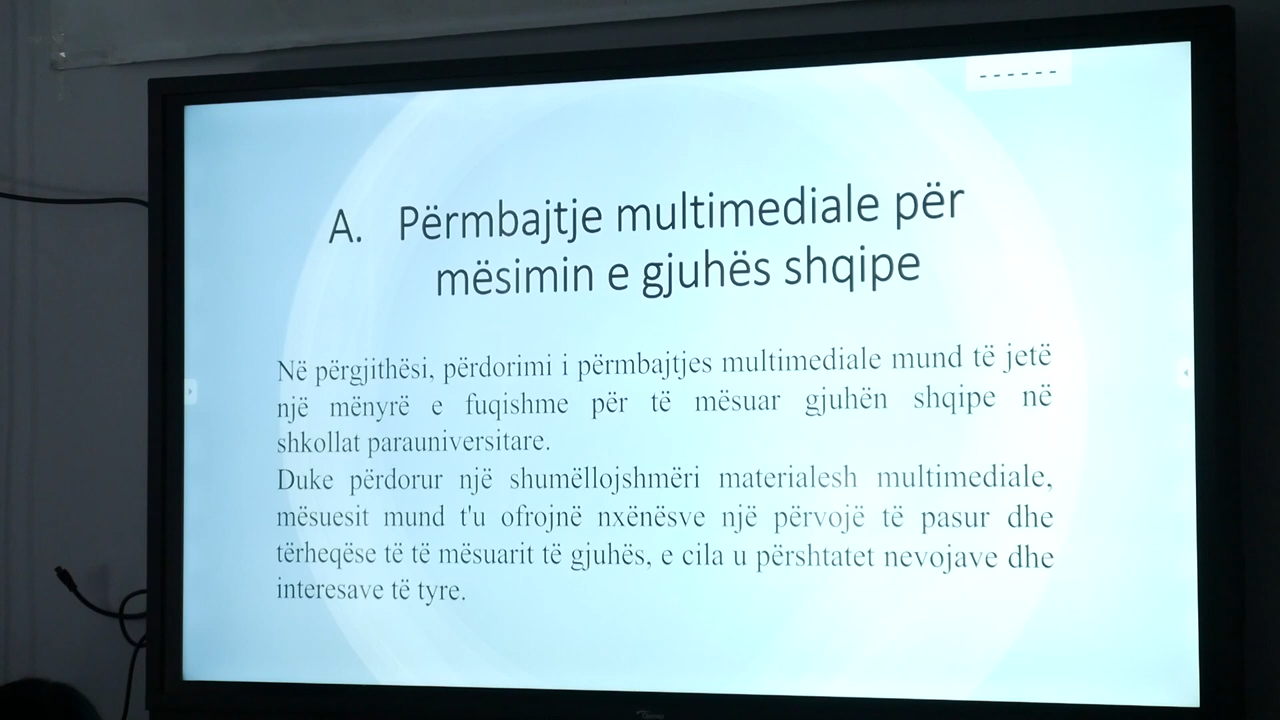 - - - - - -
A. Përmbajtje multimediale për
mësimin e gjuhës shqipe
Në përgjithësi, përdorimi i përmbajtjes multimediale mund të jetë
një mënyrë e fuqishme për të mësuar gjuhën shqipe në
shkollat parauniversitare.
Duke përdorur një shumëllojshmëri materialesh multimediale,
mësuesit mund t'u ofrojnë nxënësve një përvojë të pasur dhe
tërheqëse të të mësuarit të gjuhës, e cila u përshtatet nevojave dhe
interesave të tyre.